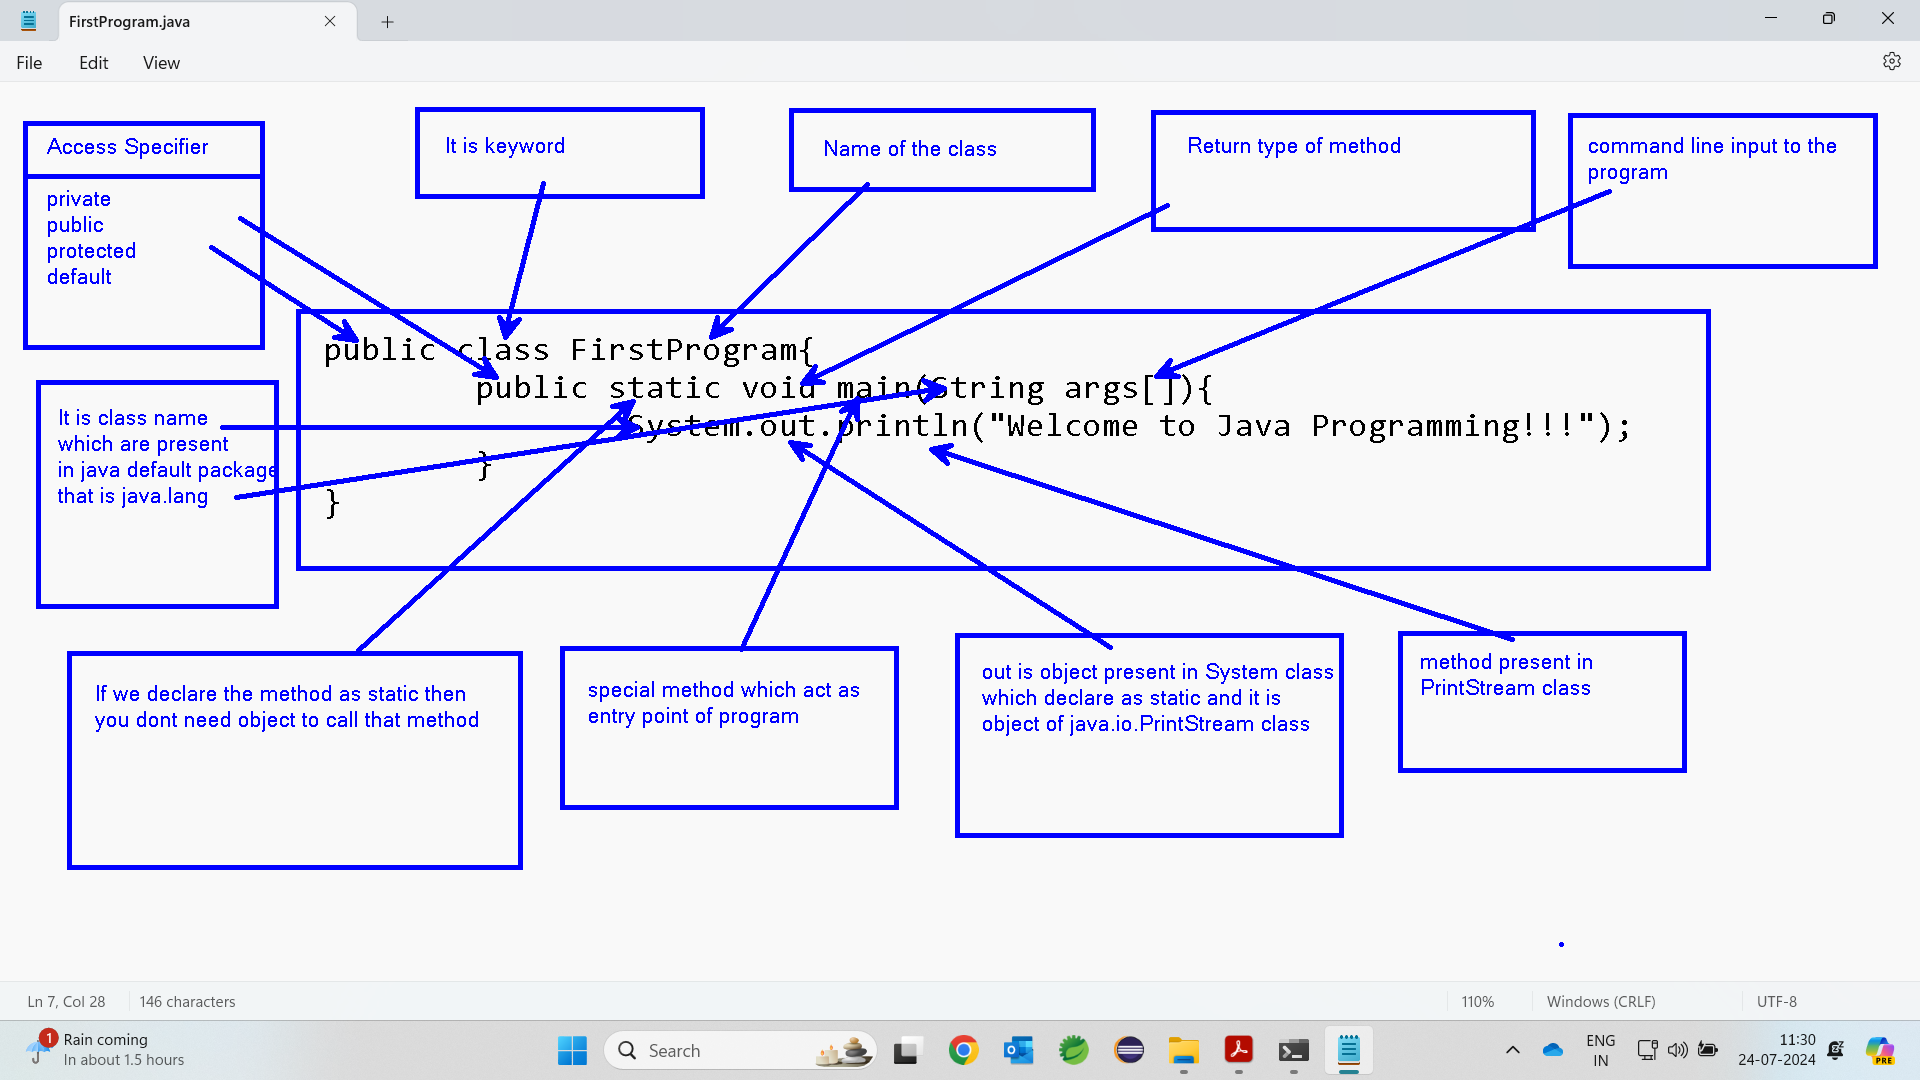 FirstProgram.java
File Edit View
Access Specifier
private
public
protected
default
It is keyword
Name of the class
Return type of method
command line input to the
program
public class FirstProgram{
public static void main(String args[]){
System.out.println("Welcome to Java Programming!!!");
}
}
It is class name
which are present
in java default package
that is java.lang
If we declare the method as static then
you dont need object to call that method
special method which act as
entry point of program
out is object present in System class
which declare as static and it is
object of java.io.PrintStream class
method present in
PrintStream class
Ln 7, Col 28 146 characters 110% Windows (CRLF) UTF-8
1
Rain coming
In about 1.5 hours
Search
ENG
IN
11:30
24-07-2024
PRE